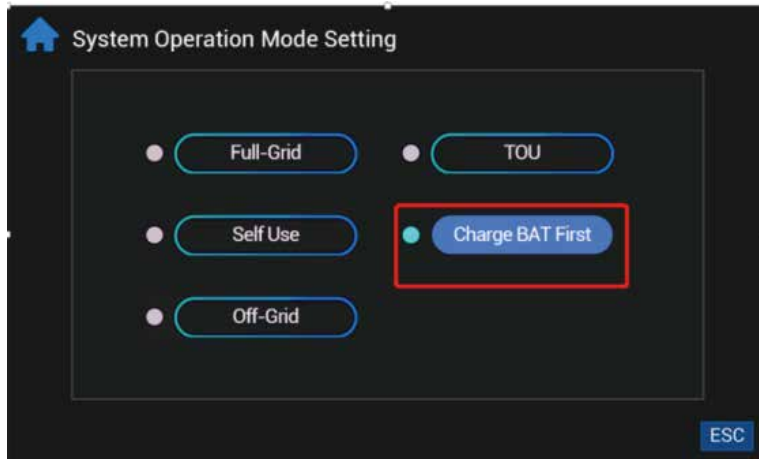 System Operation Mode Setting
Full-Grid
TOU
Self Use
Charge BAT First
Off-Grid
ESC